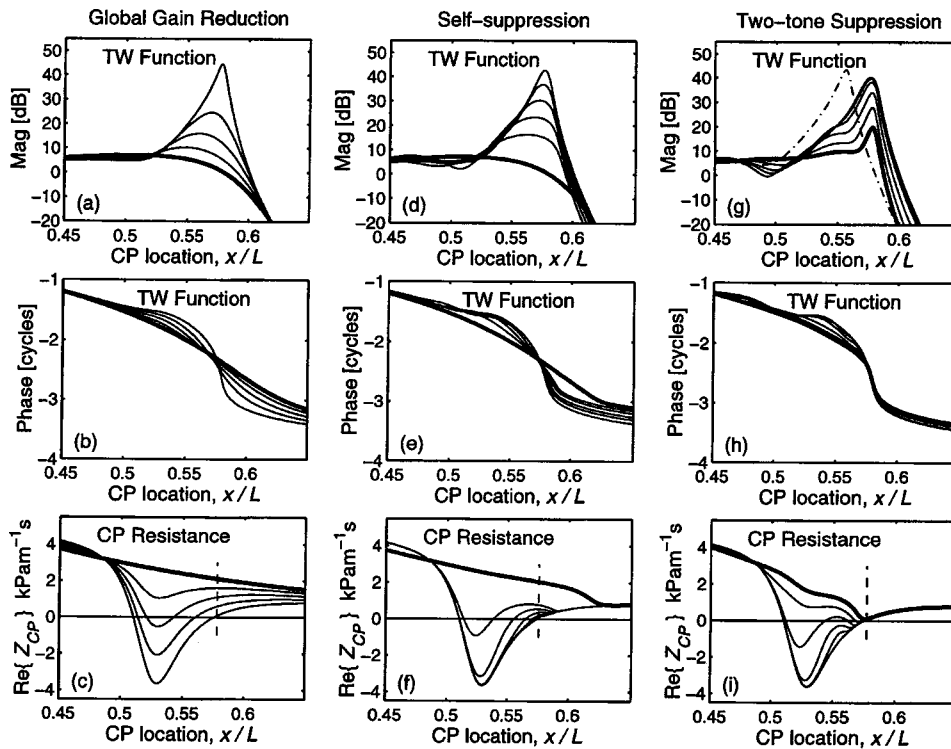 Global Gain Reduction
Self-suppression
Two-tone Suppression
TW Function
Mag [dB]
50
40
30
20
10
0
-10
-20
(a)
0.45 0.5 0.55 0.6
CP location, x / L
TW Function
Mag [dB]
50
40
30
20
10
0
-10
20
(d)
0.45 0.5 0.55 0.6
CP location, x / L
TW Function
Mag [dB]
50
40
30
20
10
0
-10
20
(g)
0.45 0.5 0.55 0.6
CP location, x / L
TW Function
Phase [cycles]
-1
-2
-3
-4
(b)
0.45 0.5 0.55 0.6
CP location, x / L
TW Function
Phase [cycles]
-1
-2
-3
-4
(e)
0.45 0.5 0.55 0.6
CP location, x / L
TW Function
Phase [cycles]
-1
-2
-3
-4
(h)
0.45 0.5 0.55 0.6
CP location, x / L
CP Resistance
Re{ Z_CP } kPam⁻¹s
4
2
0
-2
-4
(c)
0.45 0.5 0.55 0.6
CP location, x / L
CP Resistance
Re{ Z_CP } kPam⁻¹s
4
2
0
-2
-4
(f)
0.45 0.5 0.55 0.6
CP location, x / L
CP Resistance
Re{ Z_CP } kPam⁻¹s
4
2
0
-2
-4
(i)
0.45 0.5 0.55 0.6
CP location, x / L